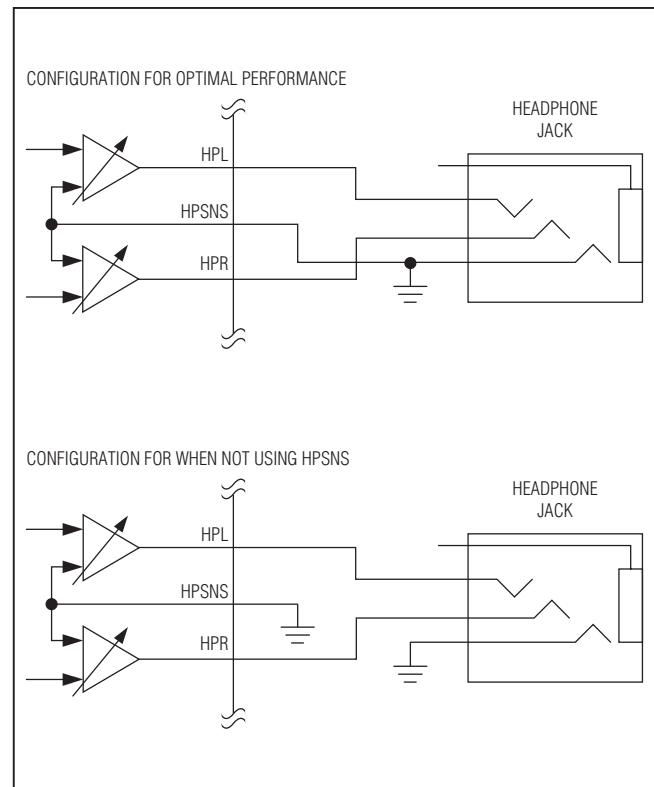 CONFIGURATION FOR OPTIMAL PERFORMANCE
HEADPHONE
JACK
HPL
HPSNS
HPR
CONFIGURATION FOR WHEN NOT USING HPSNS
HEADPHONE
JACK
HPL
HPSNS
HPR